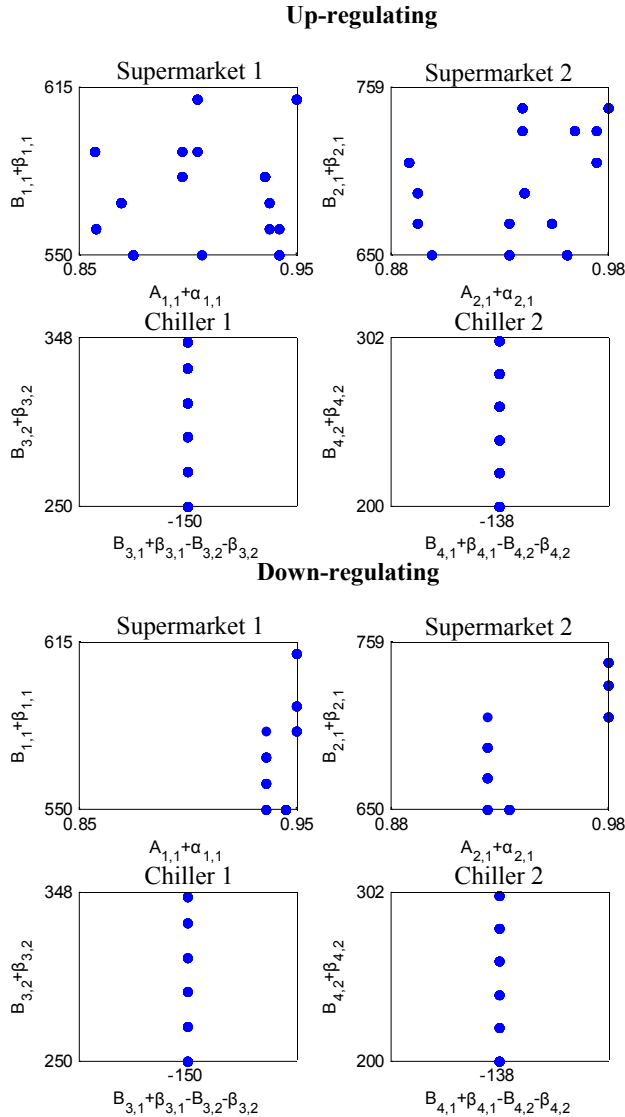 Up-regulating
Supermarket 1
Supermarket 2
615
B1,1+β1,1
550
0.85
0.95
A1,1+α1,1
759
B2,1+β2,1
650
0.88
0.98
A2,1+α2,1
Chiller 1
Chiller 2
348
B3,2+β3,2
250
-150
B3,1+β3,1-B3,2-β3,2
302
B4,2+β4,2
200
-138
B4,1+β4,1-B4,2-β4,2
Down-regulating
Supermarket 1
Supermarket 2
615
B1,1+β1,1
550
0.85
0.95
A1,1+α1,1
759
B2,1+β2,1
650
0.88
0.98
A2,1+α2,1
Chiller 1
Chiller 2
348
B3,2+β3,2
250
-150
B3,1+β3,1-B3,2-β3,2
302
B4,2+β4,2
200
-138
B4,1+β4,1-B4,2-β4,2